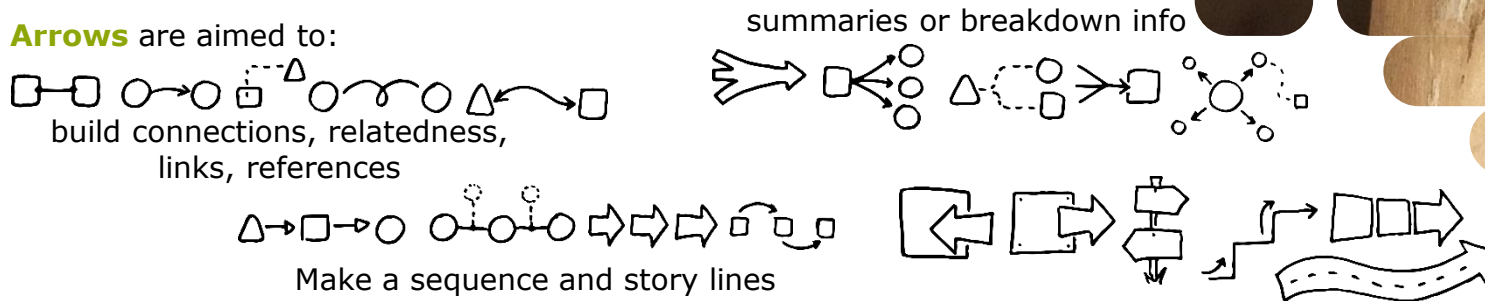 Arrows are aimed to:
build connections, relatedness,
links, references
summaries or breakdown info
Make a sequence and story lines